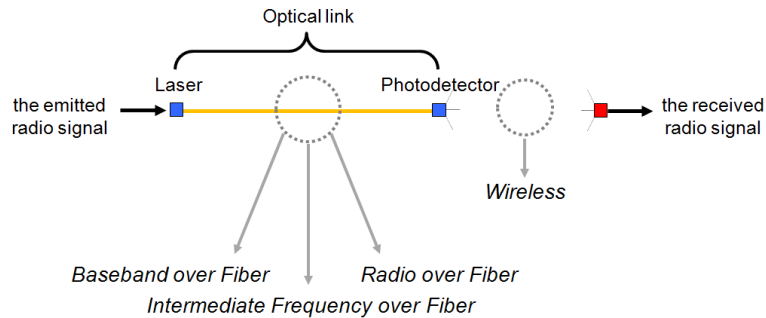 Optical link
Laser
Photodetector
the emitted
radio signal
the received
radio signal
Wireless
Baseband over Fiber
Radio over Fiber
Intermediate Frequency over Fiber